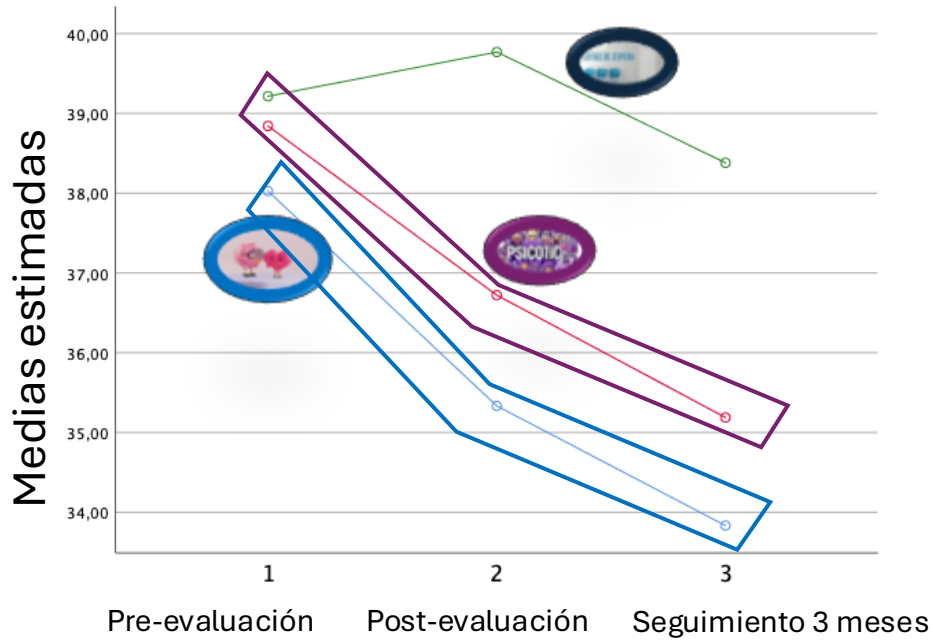 40,00
39,00
38,00
37,00
36,00
35,00
34,00
Medias estimadas
PSICOTIC
1
2
3
Pre-evaluación
Post-evaluación
Seguimiento 3 meses